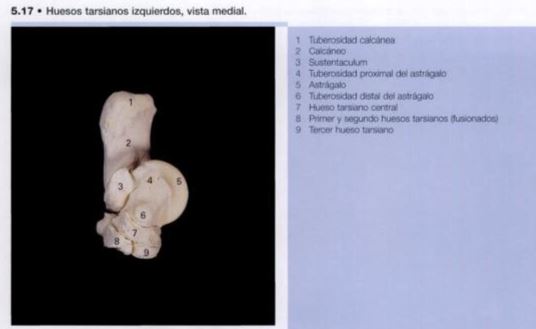 5.17 • Huesos tarsianos izquierdos, vista medial.
1 Tuberosidad calcánea
2 Calcáneo
3 Sustentaculum
4 Tuberosidad proximal del astrágalo
5 Astrágalo
6 Tuberosidad distal del astrágalo
7 Hueso tarsiano central
8 Primer y segundo huesos tarsianos (fusionados)
9 Tercer hueso tarsiano
1
2
3 4 5
6
7
8
9